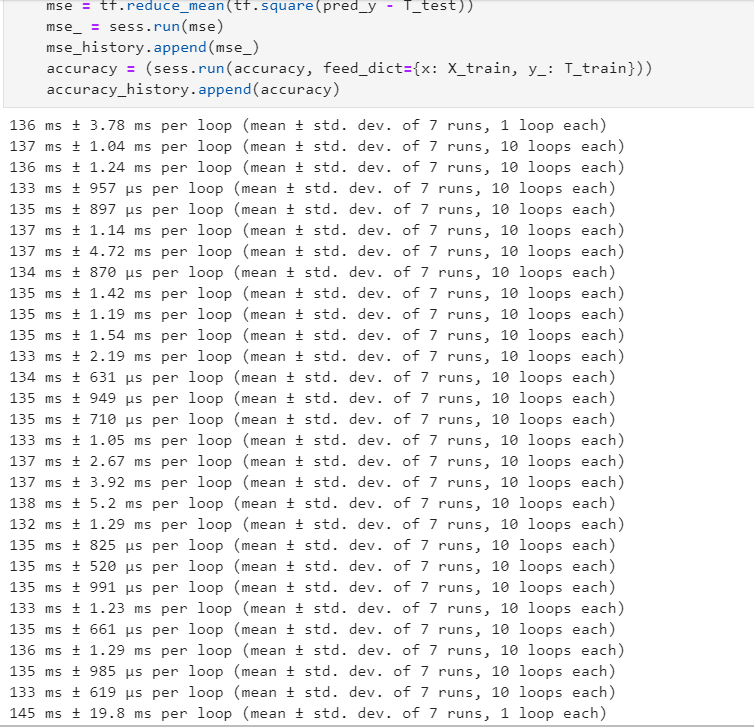 mse = tf.reduce_mean(tf.square(pred_y - T_test))
mse_ = sess.run(mse)
mse_history.append(mse_)
accuracy = (sess.run(accuracy, feed_dict={x: X_train, y_: T_train}))
accuracy_history.append(accuracy)
136 ms ± 3.78 ms per loop (mean ± std. dev. of 7 runs, 1 loop each)
137 ms ± 1.04 ms per loop (mean ± std. dev. of 7 runs, 10 loops each)
136 ms ± 1.24 ms per loop (mean ± std. dev. of 7 runs, 10 loops each)
133 ms ± 957 µs per loop (mean ± std. dev. of 7 runs, 10 loops each)
135 ms ± 897 µs per loop (mean ± std. dev. of 7 runs, 10 loops each)
137 ms ± 1.14 ms per loop (mean ± std. dev. of 7 runs, 10 loops each)
137 ms ± 4.72 ms per loop (mean ± std. dev. of 7 runs, 10 loops each)
134 ms ± 870 µs per loop (mean ± std. dev. of 7 runs, 10 loops each)
135 ms ± 1.42 ms per loop (mean ± std. dev. of 7 runs, 10 loops each)
135 ms ± 1.19 ms per loop (mean ± std. dev. of 7 runs, 10 loops each)
135 ms ± 1.54 ms per loop (mean ± std. dev. of 7 runs, 10 loops each)
133 ms ± 2.19 ms per loop (mean ± std. dev. of 7 runs, 10 loops each)
134 ms ± 631 µs per loop (mean ± std. dev. of 7 runs, 10 loops each)
135 ms ± 949 µs per loop (mean ± std. dev. of 7 runs, 10 loops each)
135 ms ± 710 µs per loop (mean ± std. dev. of 7 runs, 10 loops each)
133 ms ± 1.05 ms per loop (mean ± std. dev. of 7 runs, 10 loops each)
137 ms ± 2.67 ms per loop (mean ± std. dev. of 7 runs, 10 loops each)
137 ms ± 3.92 ms per loop (mean ± std. dev. of 7 runs, 10 loops each)
138 ms ± 5.2 ms per loop (mean ± std. dev. of 7 runs, 10 loops each)
132 ms ± 1.29 ms per loop (mean ± std. dev. of 7 runs, 10 loops each)
135 ms ± 825 µs per loop (mean ± std. dev. of 7 runs, 10 loops each)
135 ms ± 520 µs per loop (mean ± std. dev. of 7 runs, 10 loops each)
135 ms ± 991 µs per loop (mean ± std. dev. of 7 runs, 10 loops each)
133 ms ± 1.23 ms per loop (mean ± std. dev. of 7 runs, 10 loops each)
135 ms ± 661 µs per loop (mean ± std. dev. of 7 runs, 10 loops each)
136 ms ± 1.29 ms per loop (mean ± std. dev. of 7 runs, 10 loops each)
135 ms ± 985 µs per loop (mean ± std. dev. of 7 runs, 10 loops each)
133 ms ± 619 µs per loop (mean ± std. dev. of 7 runs, 10 loops each)
145 ms ± 19.8 ms per loop (mean ± std. dev. of 7 runs, 1 loop each)